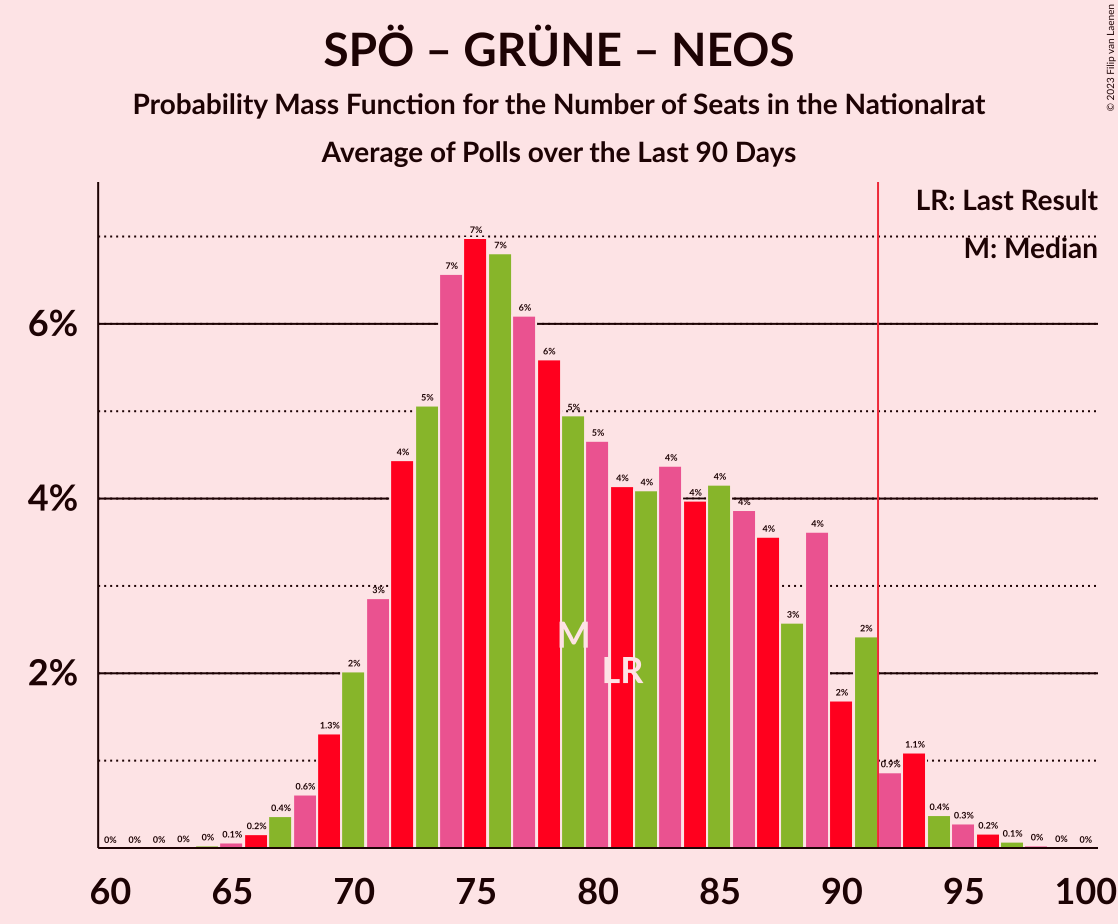 SPÖ – GRÜNE – NEOS
Probability Mass Function for the Number of Seats in the Nationalrat
Average of Polls over the Last 90 Days
© 2023 Filip van Laenen
LR: Last Result
M: Median
6%
4%
2%
0% 0% 0% 0% 0% 0.1% 0.2% 0.4% 0.6% 1.3% 2% 3% 4% 5% 7% 7% 7% 6% 6% 5% 5% 4% 4% 4% 4% 4% 4% 4% 3% 4% 2% 2% 0.9% 1.1% 0.4% 0.3% 0.2% 0.1% 0% 0% 0%
M
LR
60 65 70 75 80 85 90 95 100